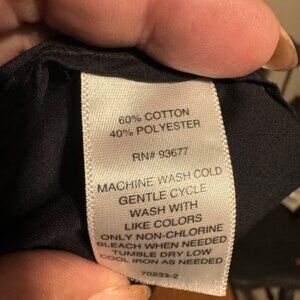 60% COTTON
40% POLYESTER
RN# 93677
MACHINE WASH COLD
GENTLE CYCLE
WASH WITH
LIKE COLORS
ONLY NON-CHLORINE
BLEACH WHEN NEEDED
TUMBLE DRY LOW
COOL IRON AS NEEDED
70233-2